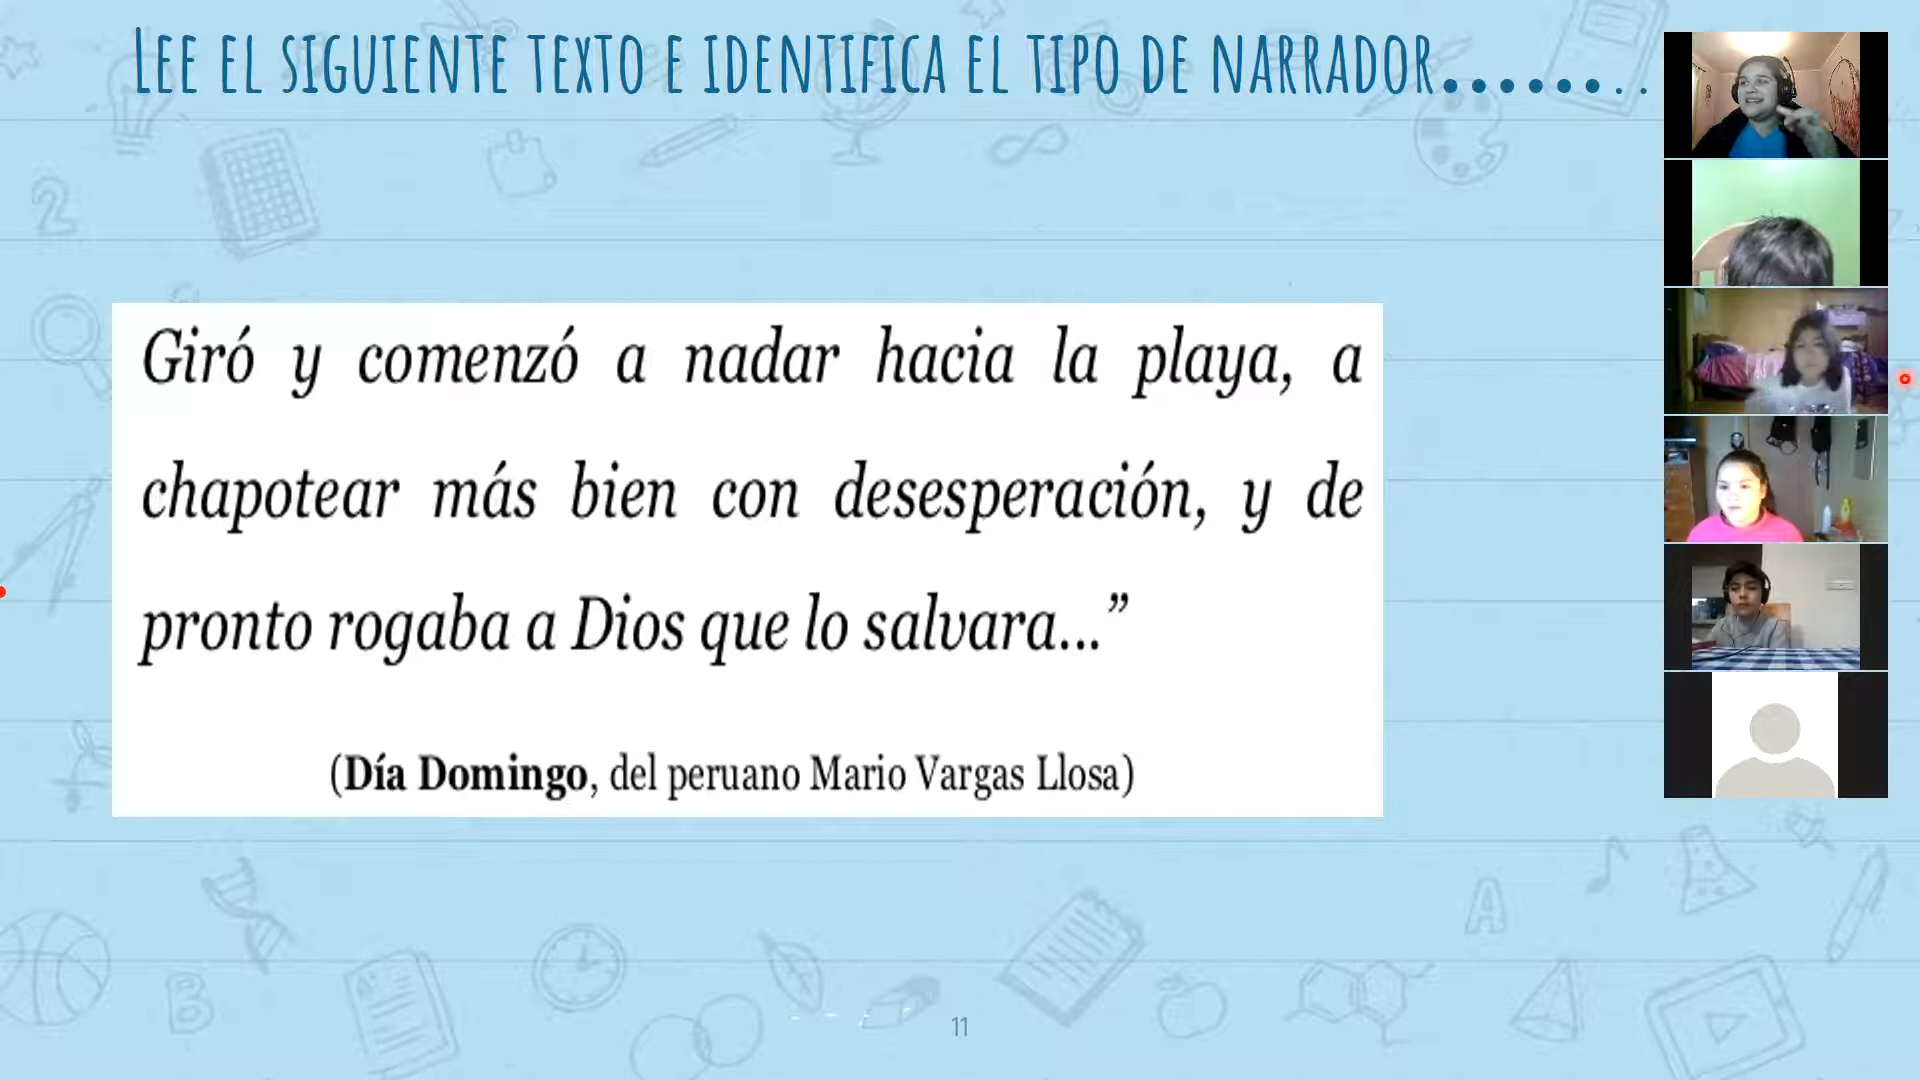 LEE EL SIGUIENTE TEXTO E IDENTIFICA EL TIPO DE NARRADOR........
Giró y comenzó a nadar hacia la playa, a
chapotear más bien con desesperación, y de
pronto rogaba a Dios que lo salvara...”
(Día Domingo, del peruano Mario Vargas Llosa)
11